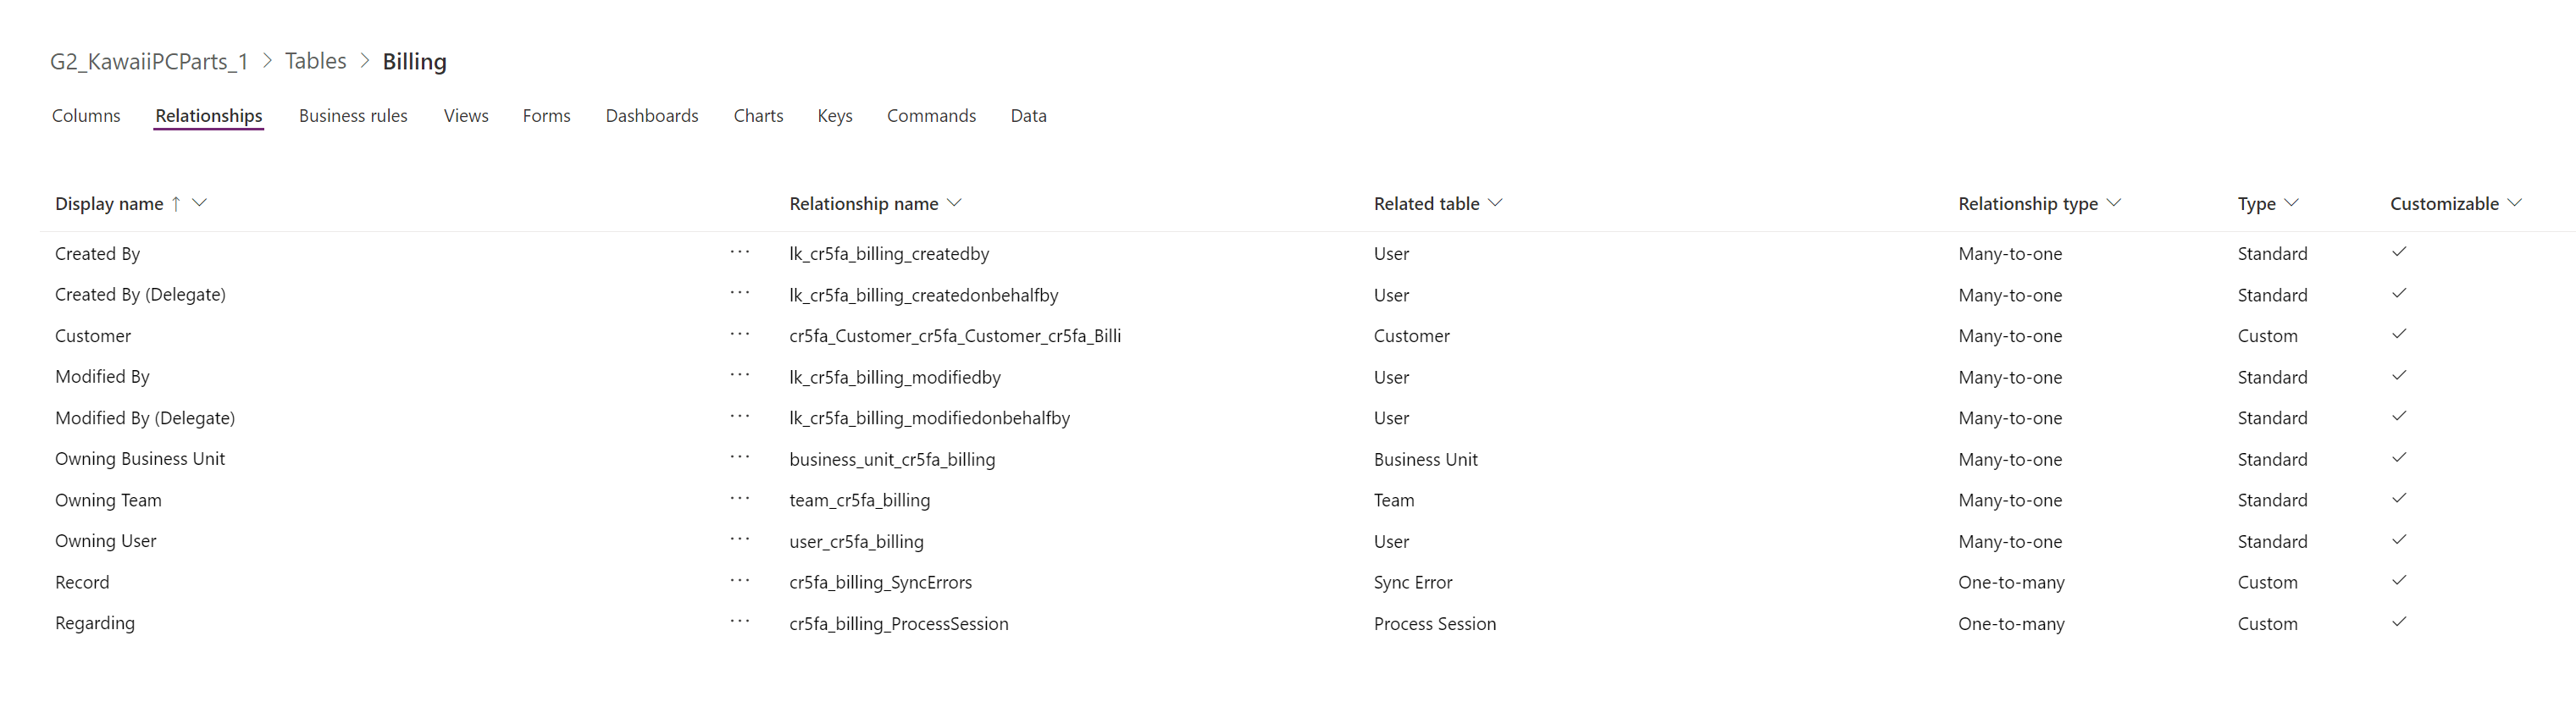 G2_KawaiiPCParts_1 > Tables > Billing
Columns Relationships Business rules Views Forms Dashboards Charts Keys Commands Data
Display name ↑ Relationship name Related table Relationship type Type Customizable
Created By ··· lk_cr5fa_billing_createdby User Many-to-one Standard ✓
Created By (Delegate) ··· lk_cr5fa_billing_createdonbehalfby User Many-to-one Standard ✓
Customer ··· cr5fa_Customer_cr5fa_Customer_cr5fa_Billi Customer Many-to-one Custom ✓
Modified By ··· lk_cr5fa_billing_modifiedby User Many-to-one Standard ✓
Modified By (Delegate) ··· lk_cr5fa_billing_modifiedonbehalfby User Many-to-one Standard ✓
Owning Business Unit ··· business_unit_cr5fa_billing Business Unit Many-to-one Standard ✓
Owning Team ··· team_cr5fa_billing Team Many-to-one Standard ✓
Owning User ··· user_cr5fa_billing User Many-to-one Standard ✓
Record ··· cr5fa_billing_SyncErrors Sync Error One-to-many Custom ✓
Regarding ··· cr5fa_billing_ProcessSession Process Session One-to-many Custom ✓